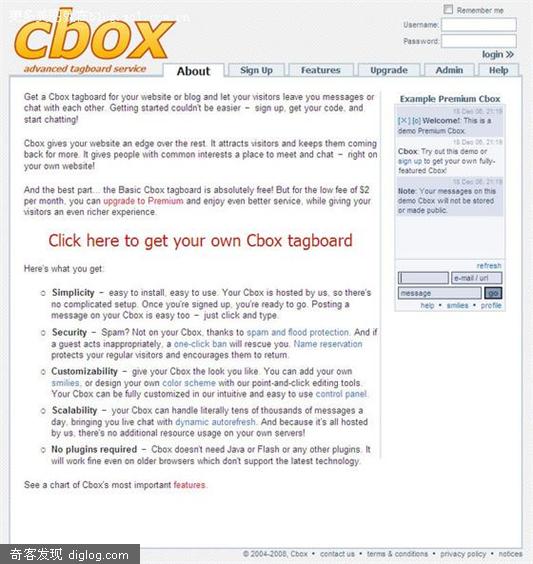 cbox
advanced tagboard service
Remember me
Username:
Password:
login »
About
Sign Up
Features
Upgrade
Admin
Help
Get a Cbox tagboard for your website or blog and let your visitors leave you messages or
chat with each other. Getting started couldn't be easier – sign up, get your code, and
start chatting!
Cbox gives your website an edge over the rest. It attracts visitors and keeps them coming
back for more. It gives people with common interests a place to meet and chat – right on
your own website!
And the best part... the Basic Cbox tagboard is absolutely free! But for the low fee of $2
per month, you can upgrade to Premium and enjoy even better service, while giving your
visitors an even richer experience.
Click here to get your own Cbox tagboard
Here's what you get:
Simplicity – easy to install, easy to use. Your Cbox is hosted by us, so there's
no complicated setup. Once you're signed up, you're ready to go. Posting a
message on your Cbox is easy too – just click and type.
Security – Spam? Not on your Cbox, thanks to spam and flood protection. And if
a guest acts inappropriately, a one-click ban will rescue you. Name reservation
protects your regular visitors and encourages them to return.
Customizability – give your Cbox the look you like. You can add your own
smilies, or design your own color scheme with our point-and-click editing tools.
Your Cbox can be fully customized in our intuitive and easy to use control panel.
Scalability – your Cbox can handle literally tens of thousands of messages a
day, bringing you live chat with dynamic autorefresh. And because it's all hosted
by us, there's no additional resource usage on your own servers!
No plugins required – Cbox doesn't need Java or Flash or any other plugins. It
will work fine even on older browsers which don't support the latest technology.
See a chart of Cbox's most important features.
Example Premium Cbox
18 Dec 06, 21:19
[X] [o] Welcome!: This is a
demo Premium Cbox.
18 Dec 06, 21:19
Cbox: Try out this demo or
sign up to get your own fully-
featured Cbox!
18 Dec 06, 21:19
Note: Your messages on this
demo Cbox will not be stored
or made public.
refresh
e-mail / url
message
go
help • smilies • profile
© 2004-2008, Cbox • contact us • terms & conditions • privacy policy • notices
奇客发现 diglog.com